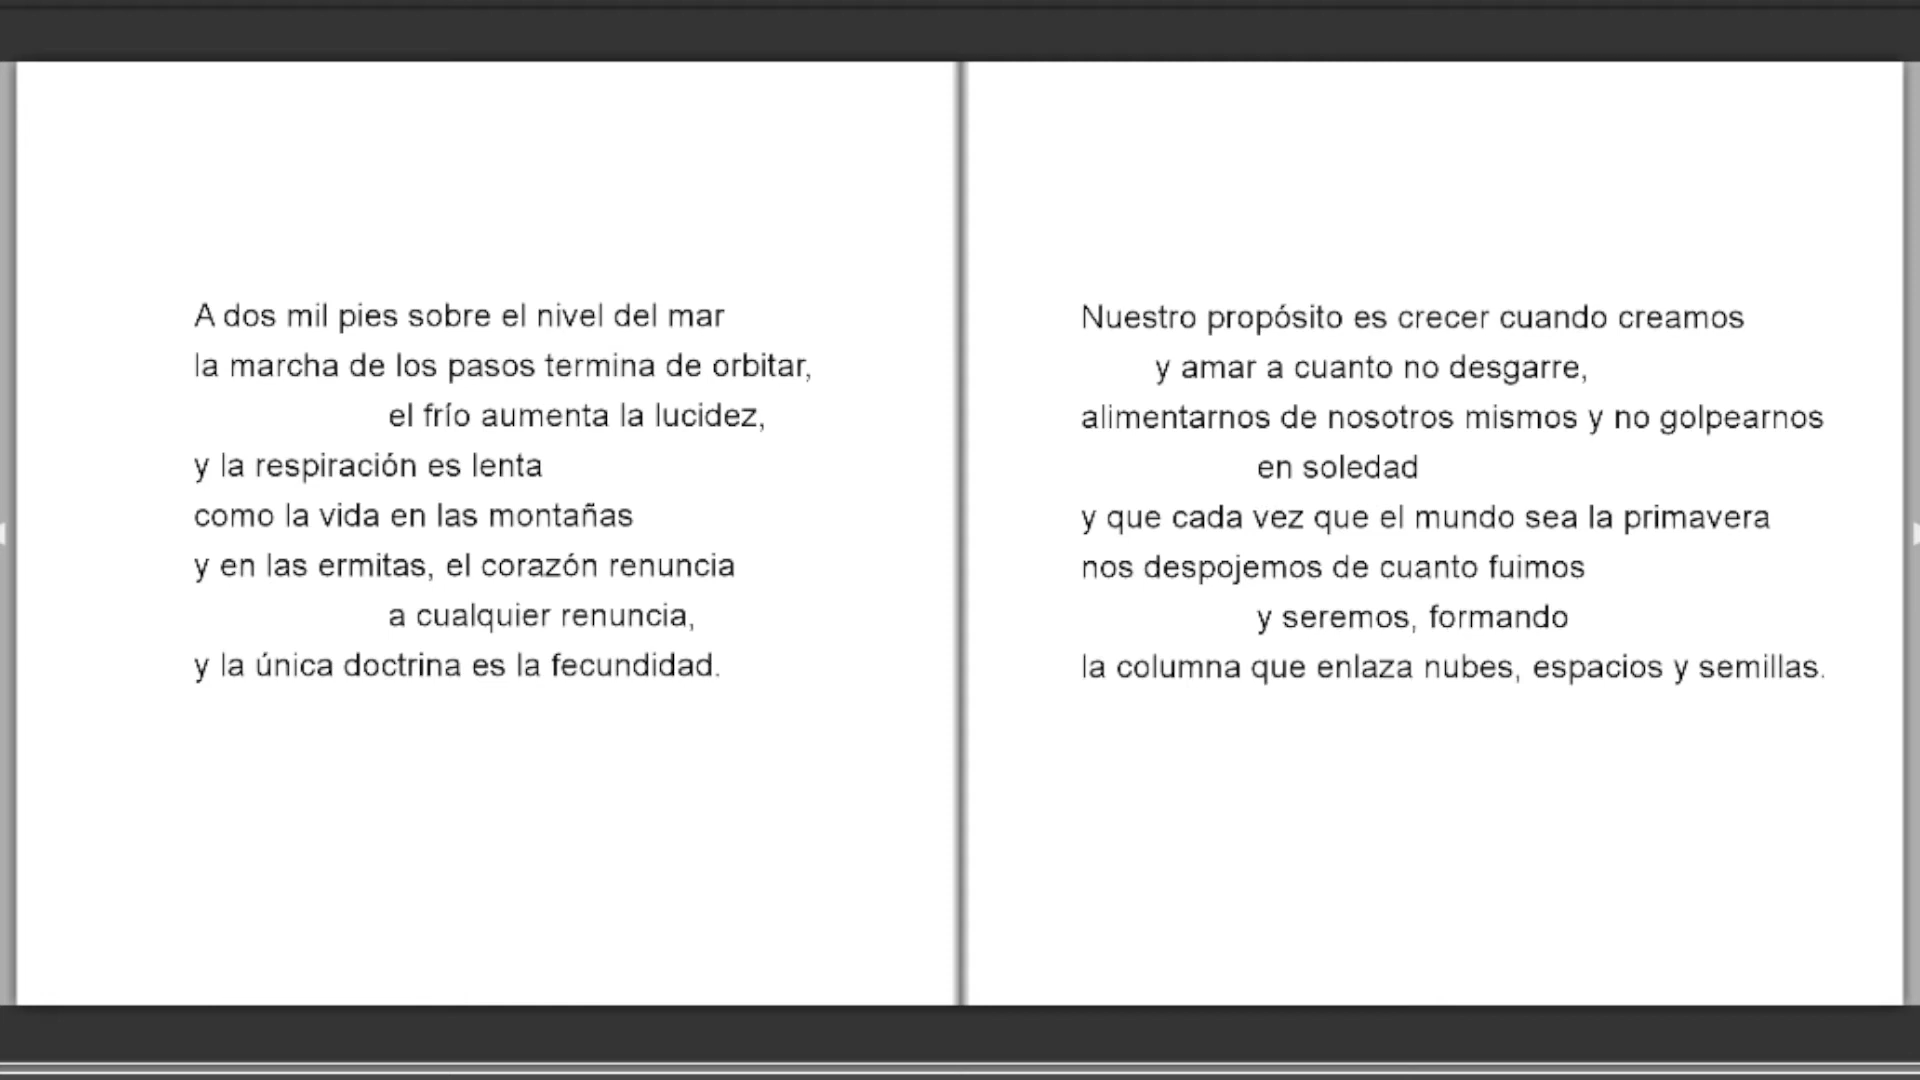 A dos mil pies sobre el nivel del mar
la marcha de los pasos termina de orbitar,
el frío aumenta la lucidez,
y la respiración es lenta
como la vida en las montañas
y en las ermitas, el corazón renuncia
a cualquier renuncia,
y la única doctrina es la fecundidad.
Nuestro propósito es crecer cuando creamos
y amar a cuanto no desgarre,
alimentarnos de nosotros mismos y no golpearnos
en soledad
y que cada vez que el mundo sea la primavera
nos despojemos de cuanto fuimos
y seremos, formando
la columna que enlaza nubes, espacios y semillas.